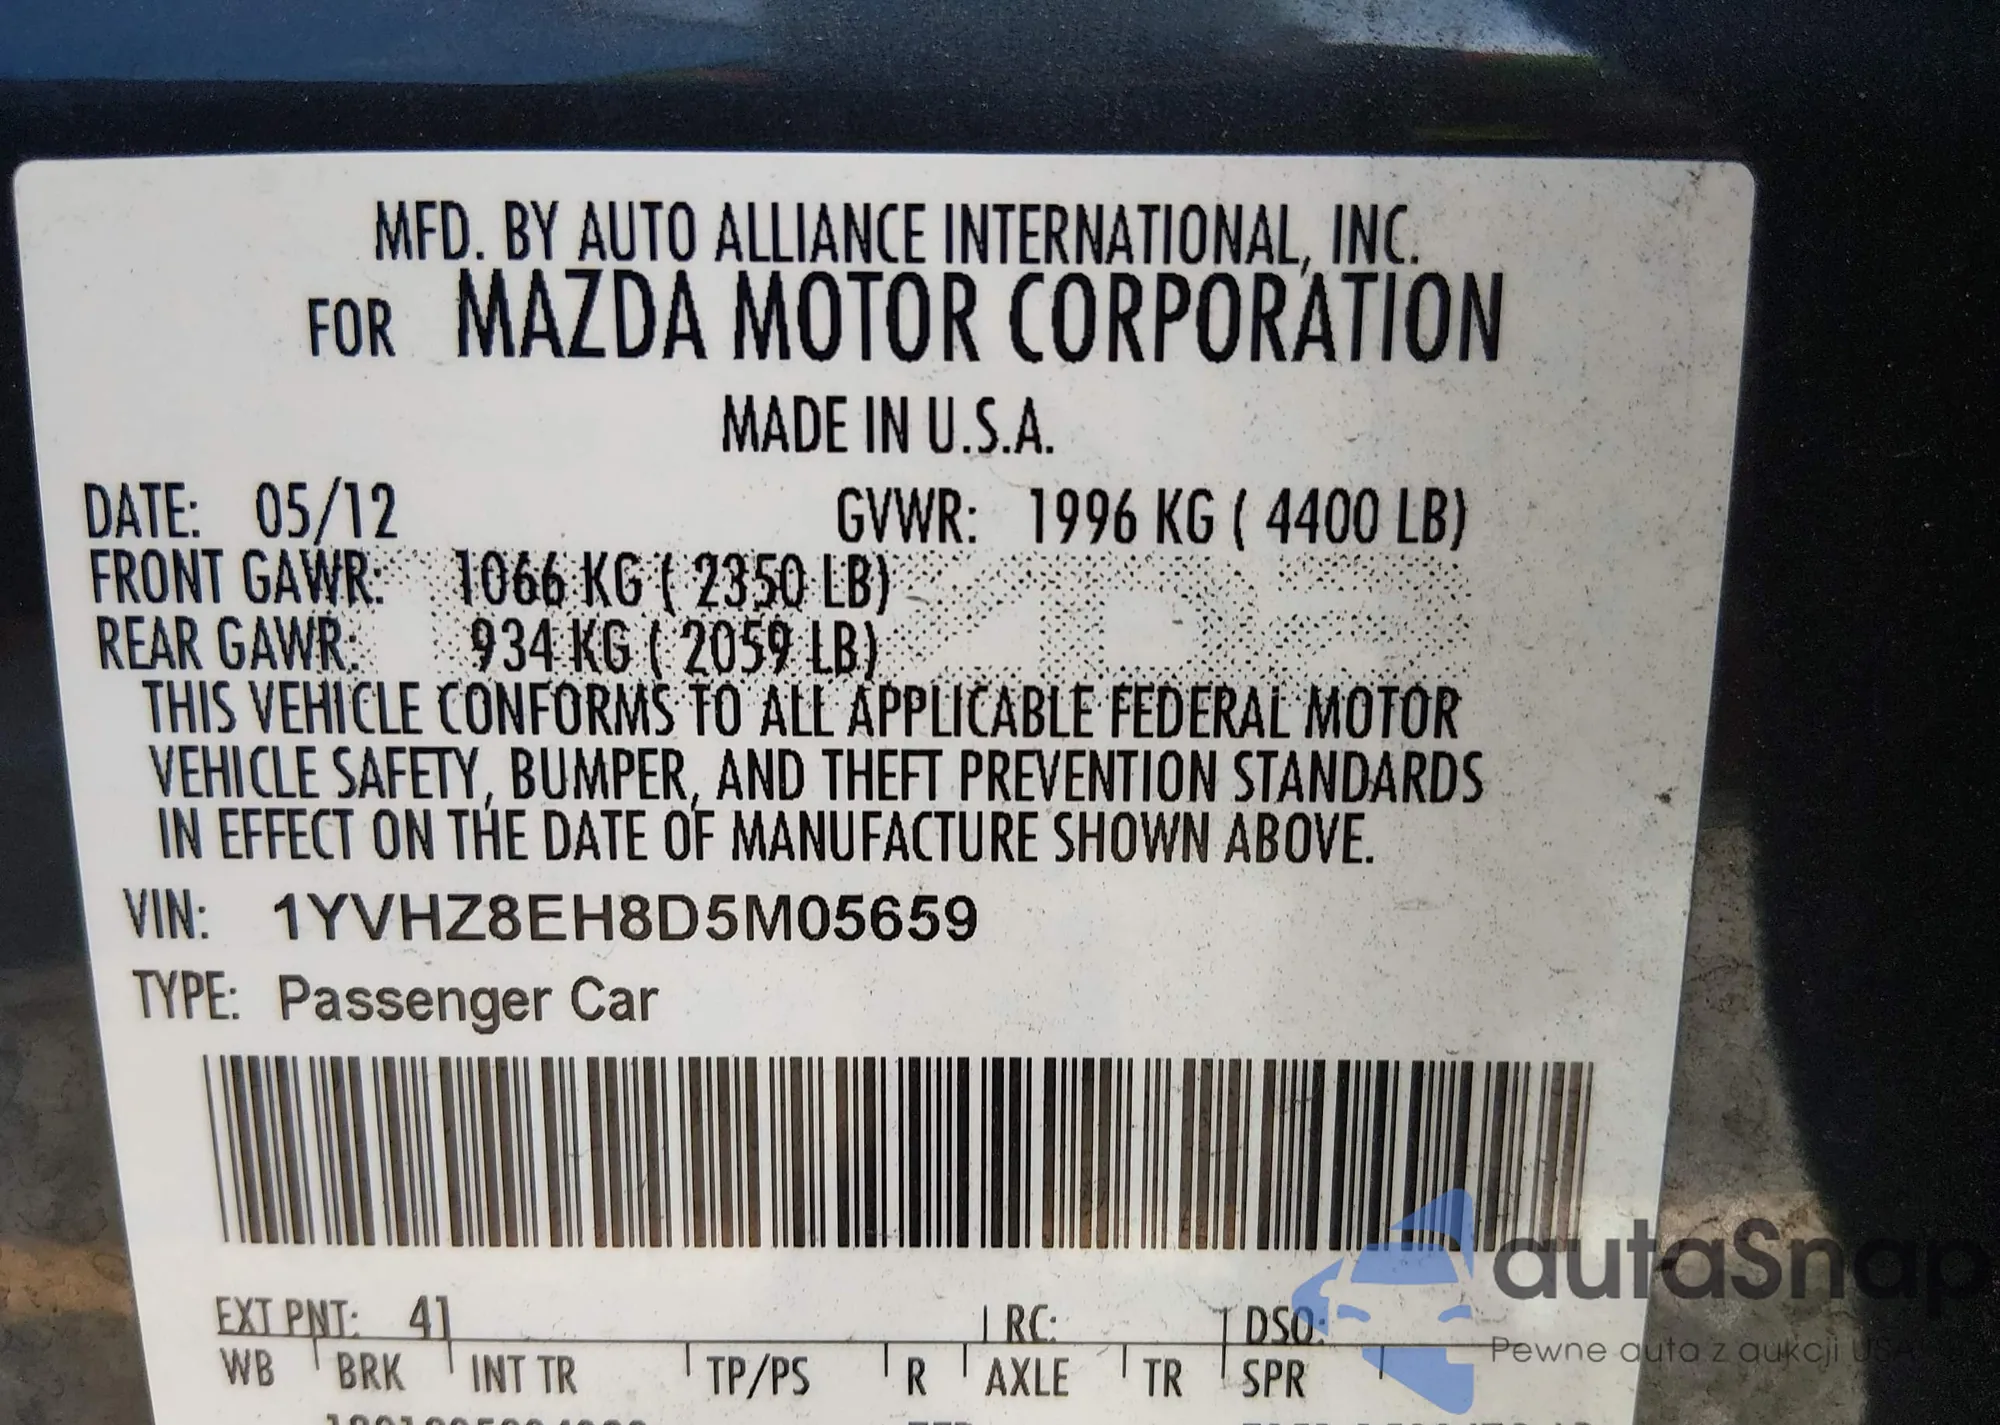 MFD. BY AUTO ALLIANCE INTERNATIONAL, INC.
FOR MAZDA MOTOR CORPORATION
MADE IN U.S.A.
DATE: 05/12 GVWR: 1996 KG ( 4400 LB)
FRONT GAWR: 1066 KG ( 2350 LB)
REAR GAWR: 934 KG ( 2059 LB)
THIS VEHICLE CONFORMS TO ALL APPLICABLE FEDERAL MOTOR
VEHICLE SAFETY, BUMPER, AND THEFT PREVENTION STANDARDS
IN EFFECT ON THE DATE OF MANUFACTURE SHOWN ABOVE.
VIN: 1YVHZ8EH8D5M05659
TYPE: Passenger Car
EXT PNT: 41 RC: DSO:
WB BRK INT TR TP/PS R AXLE TR SPR
autaSnap
Pewne auta z aukcji USA